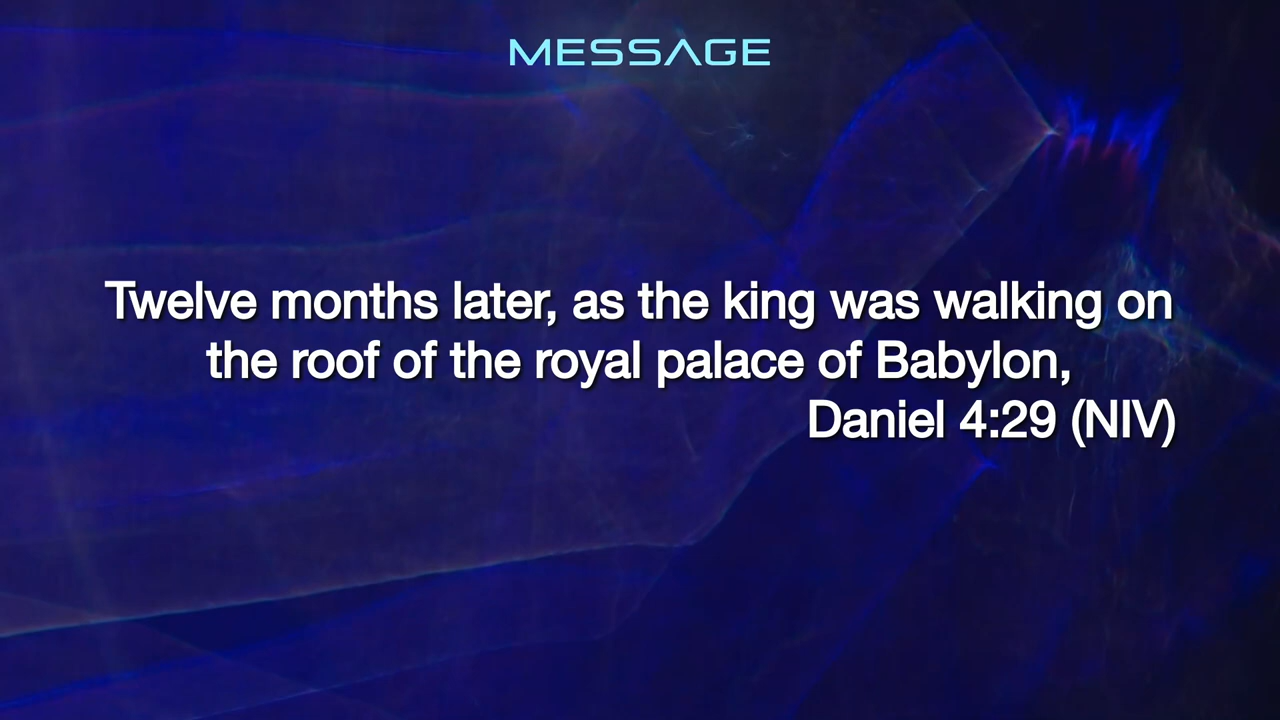 MESSAGE
Twelve months later, as the king was walking on
the roof of the royal palace of Babylon,
Daniel 4:29 (NIV)